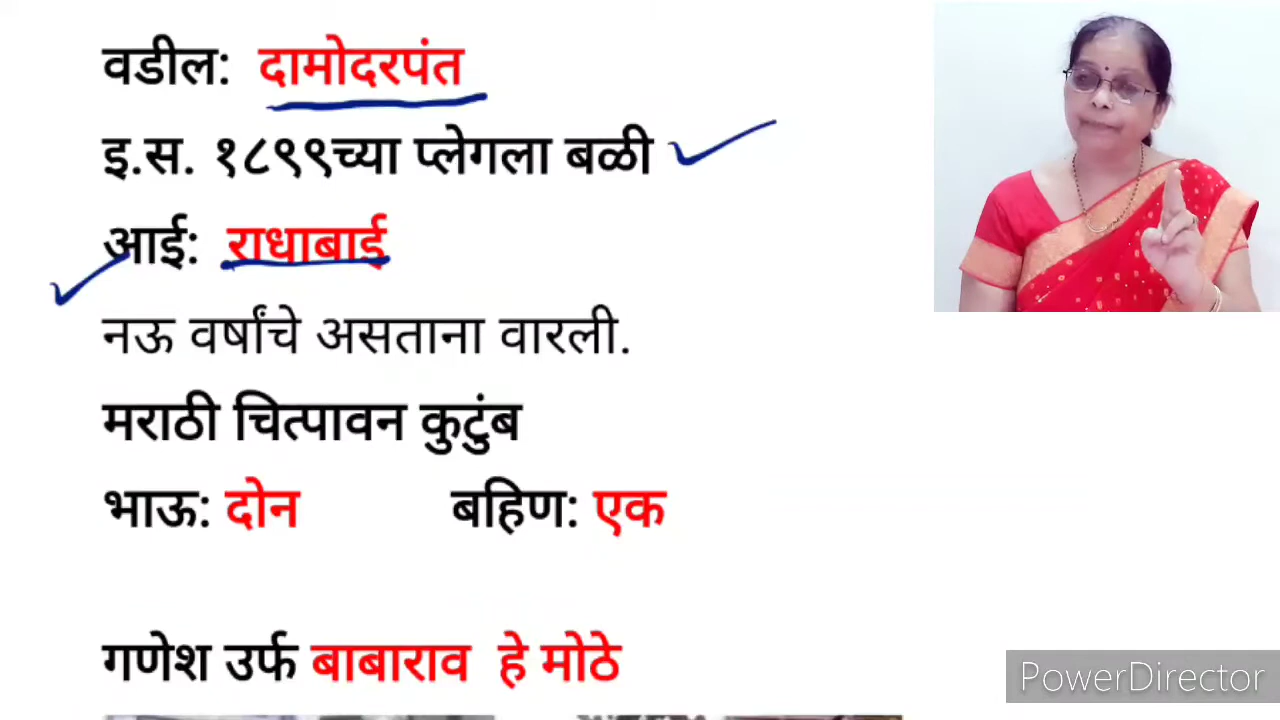 वडील: दामोदरपंत
इ.स. १८९९च्या प्लेगला बळी
आई: राधाबाई
नऊ वर्षांचे असताना वारली.
मराठी चित्पावन कुटुंब
भाऊ: दोन बहिण: एक
गणेश उर्फ बाबाराव हे मोठे
PowerDirector